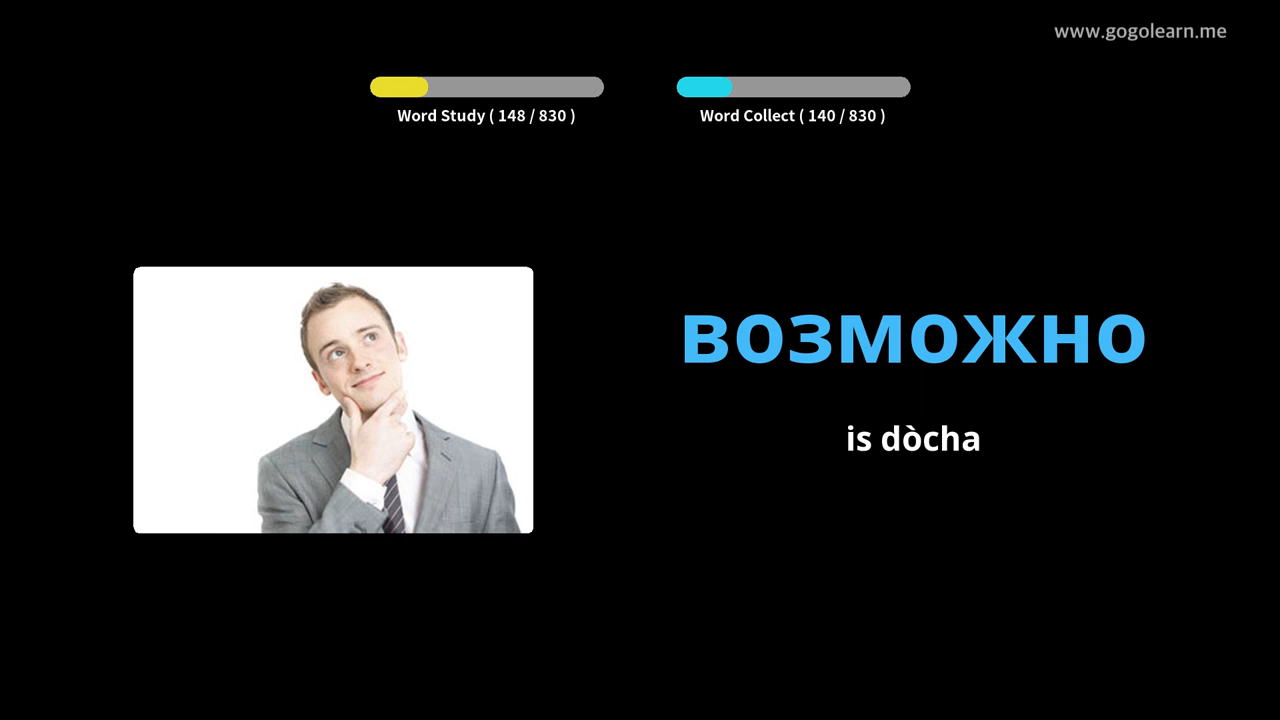 www.gogolearn.me
Word Study ( 148 / 830 )
Word Collect ( 140 / 830 )
возможно
is dòcha